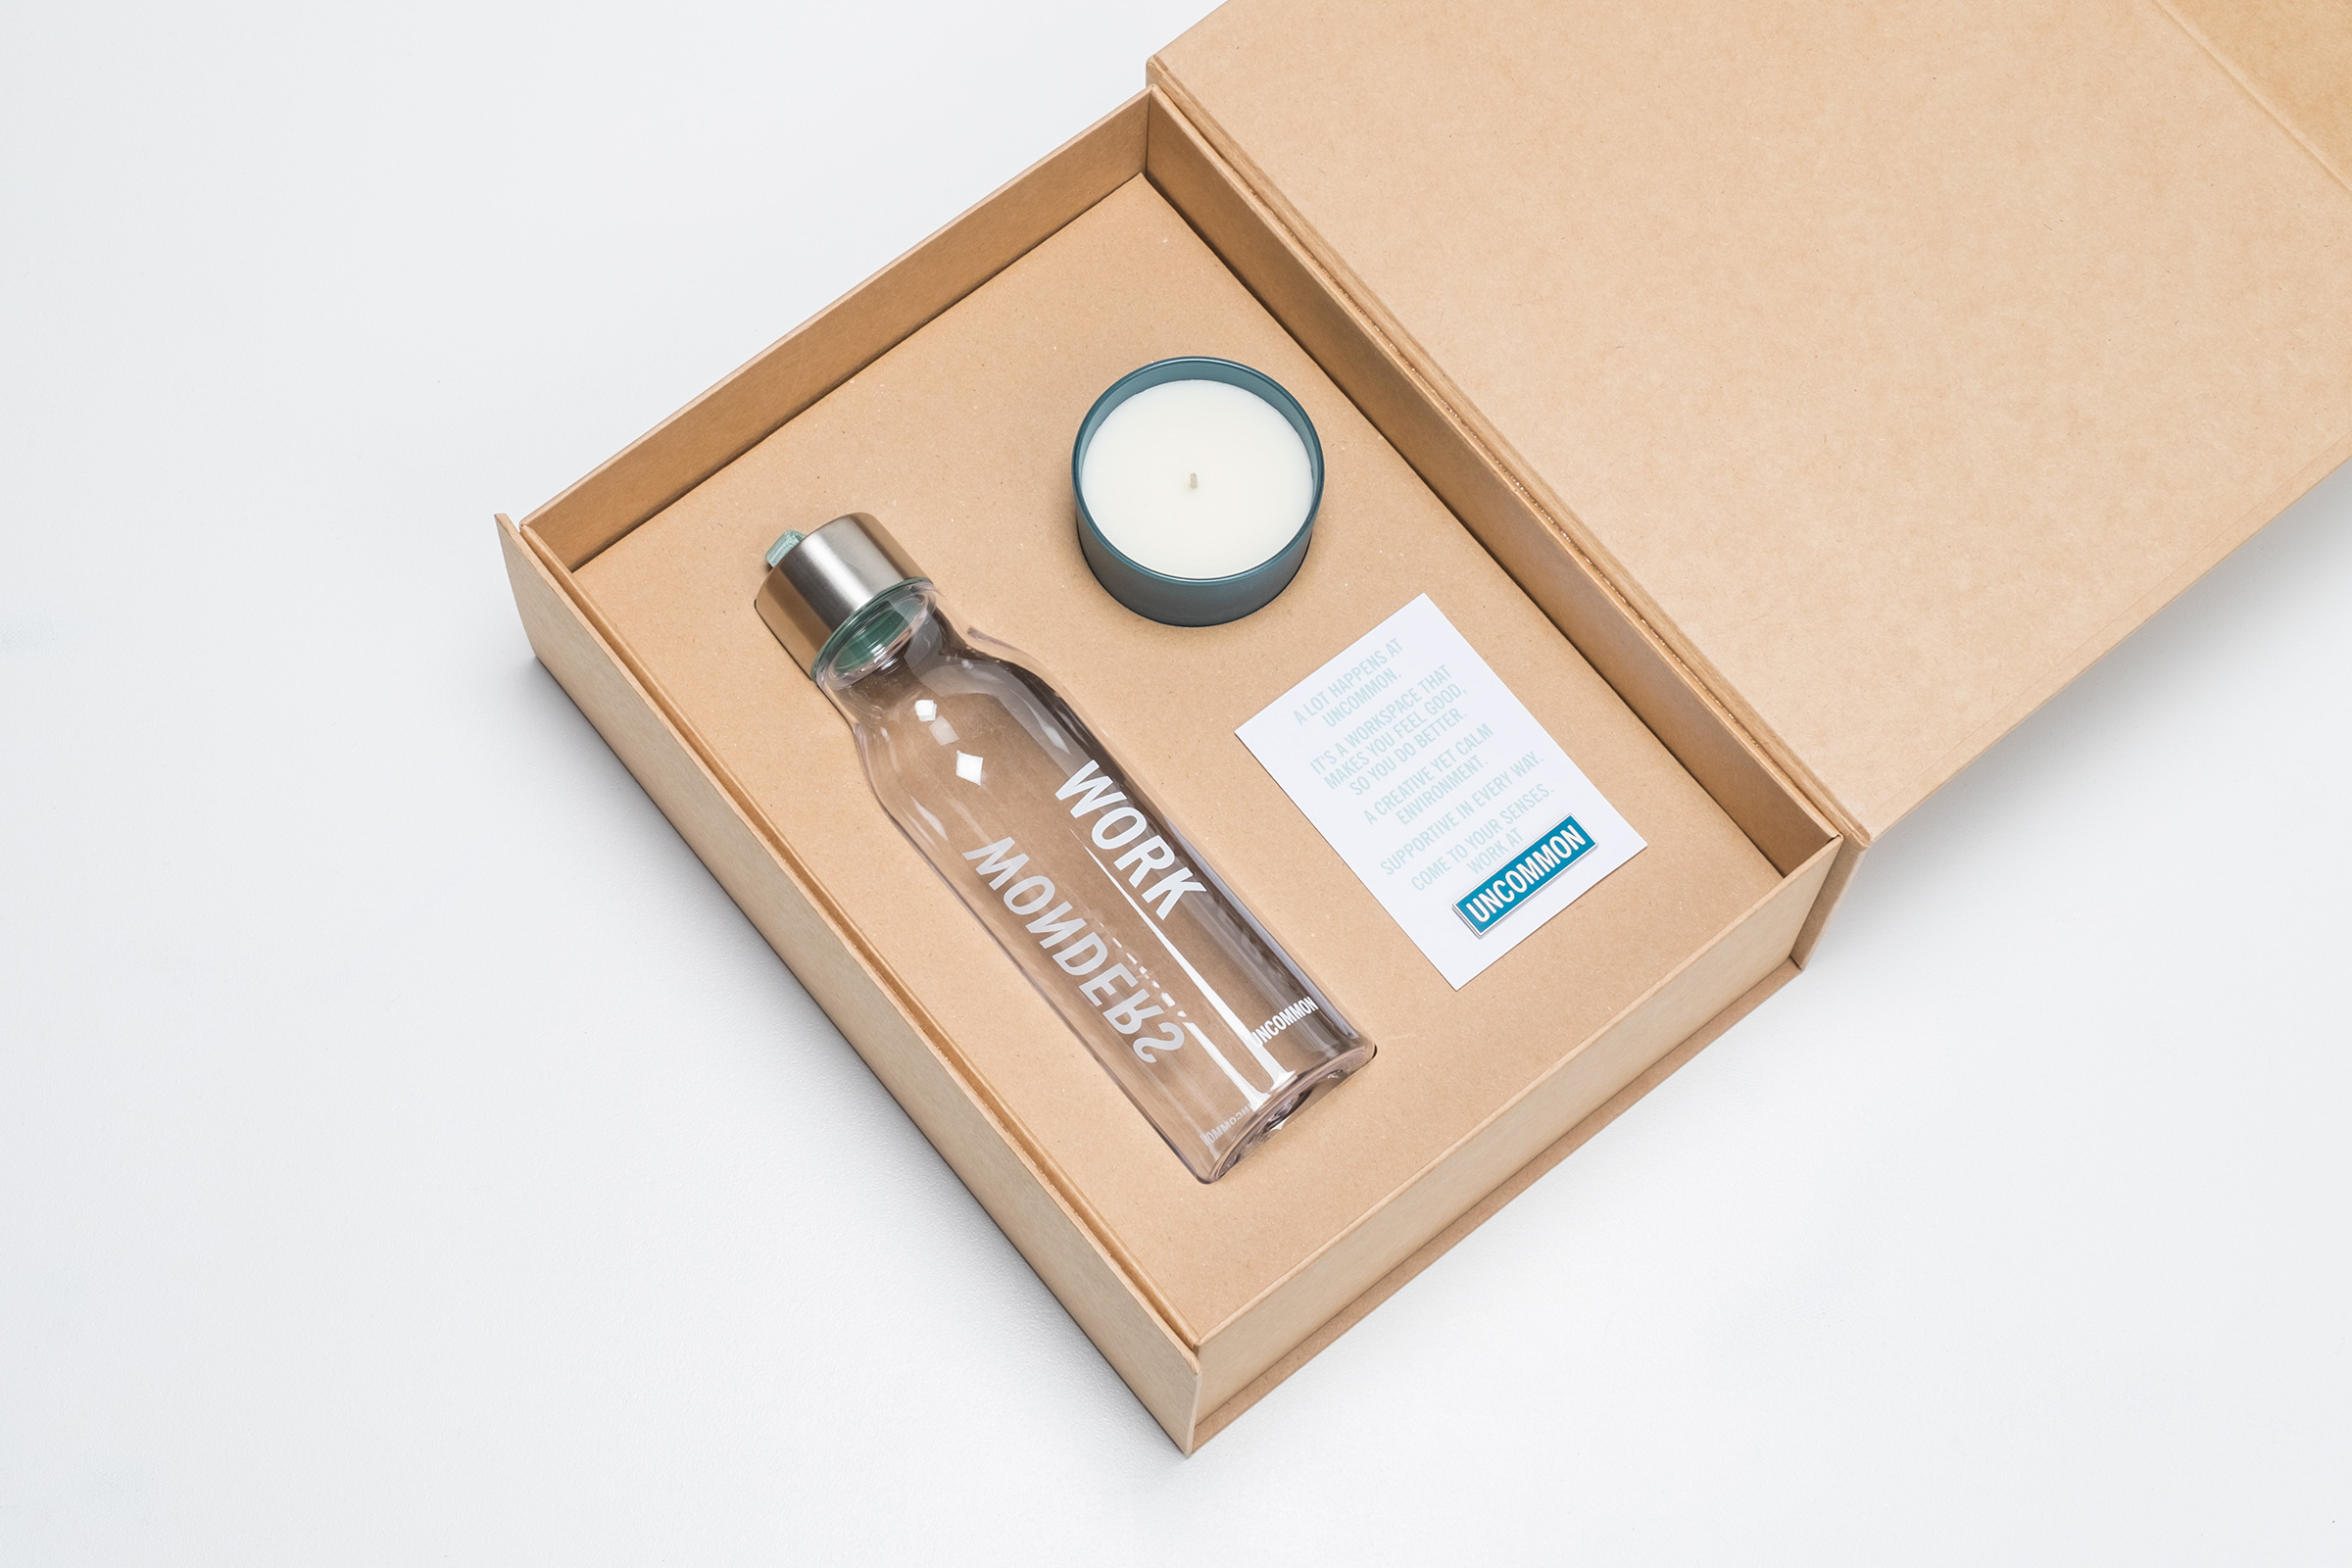 WORK
WONDERS
UNCOMMON
UNCOMMON
A LOT HAPPENS AT
UNCOMMON.
IT'S A WORKSPACE THAT
MAKES YOU FEEL GOOD,
SO YOU DO BETTER.
A CREATIVE YET CALM
ENVIRONMENT.
SUPPORTIVE IN EVERY WAY.
COME TO YOUR SENSES.
WORK AT
UNCOMMON